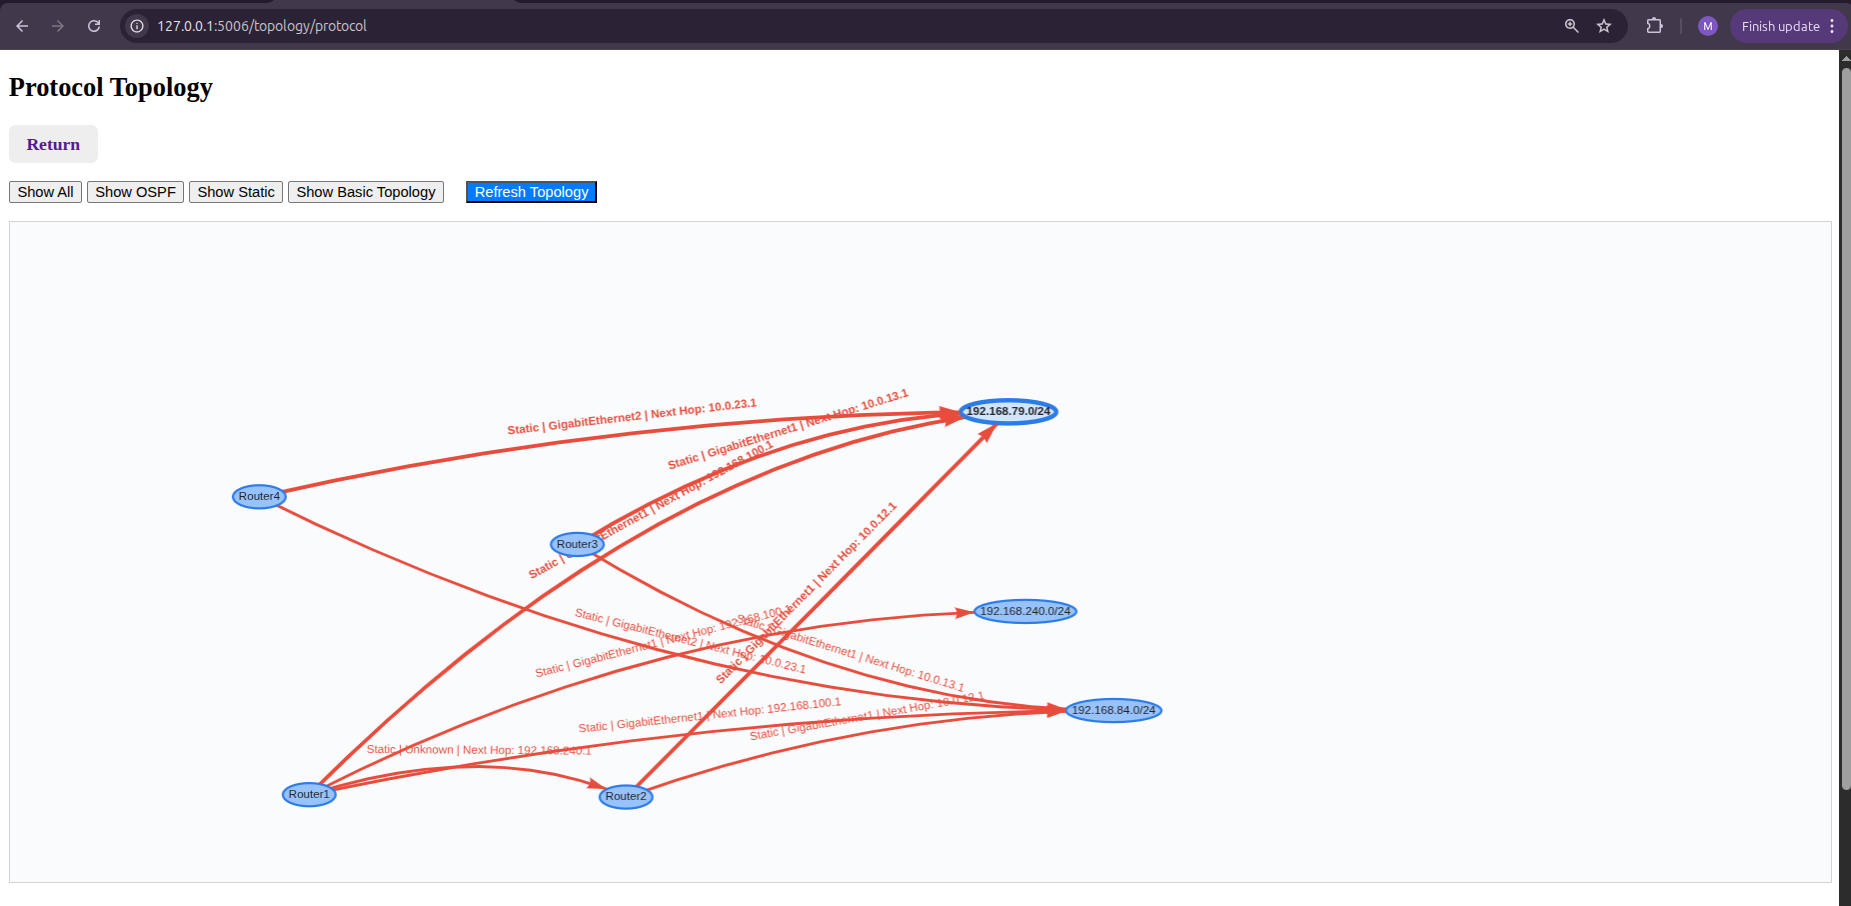 127.0.0.1:5006/topology/protocol
M
Finish update
Protocol Topology
Return
Show All
Show OSPF
Show Static
Show Basic Topology
Refresh Topology
Static | GigabitEthernet2 | Next Hop: 10.0.23.1
Static | GigabitEthernet1 | Next Hop: 10.0.13.1
192.168.79.0/24
Static | Ethernet1 | Next Hop: 192.168.100.1
Router4
Router3
Static | GigabitEthernet1 | Next Hop: 10.0.12.1
192.168.240.0/24
Static | GigabitEthernet2 | Next Hop: 10.0.23.1
Static | GigabitEthernet1 | Next Hop: 192.168.100.1
Static | GigabitEthernet1 | Next Hop: 10.0.13.1
192.168.84.0/24
Static | GigabitEthernet1 | Next Hop: 192.168.100.1
Static | GigabitEthernet1 | Next Hop: 10.0.12.1
Static | Unknown | Next Hop: 192.168.240.1
Router1
Router2